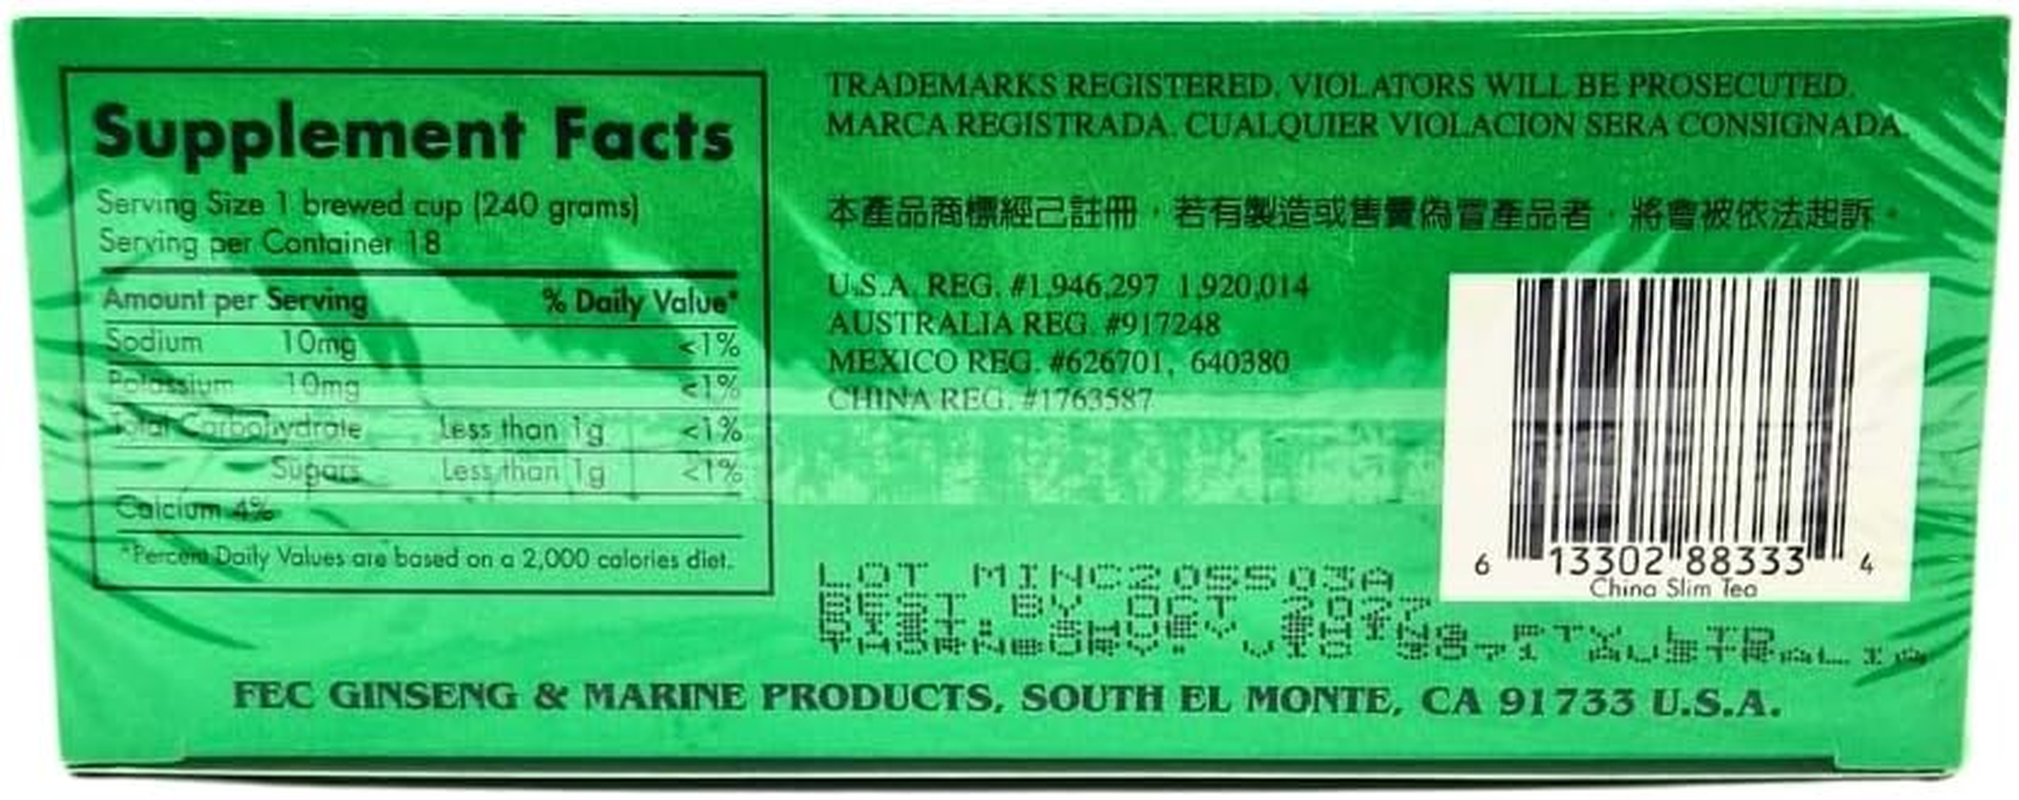 Supplement Facts
Serving Size 1 brewed cup (240 grams)
Serving per Container 18
Amount per Serving % Daily Value*
Sodium 10mg <1%
Potassium 10mg <1%
Total Carbohydrate Less than 1g <1%
Sugars Less than 1g <1%
Calcium 4%
*Percent Daily Values are based on a 2,000 calories diet.
TRADEMARKS REGISTERED. VIOLATORS WILL BE PROSECUTED.
MARCA REGISTRADA. CUALQUIER VIOLACION SERA CONSIGNADA.
本產品商標經己註冊，若有製造或售賣偽冒產品者，將會被依法起訴。
U.S.A. REG. #1,946,297 1,920,014
AUSTRALIA REG. #917248
MEXICO REG. #626701, 640380
CHINA REG. #1763587
6 13302 88333 4
China Slim Tea
LOT MINC205503A
BEST BY OCT 2027
PTY LTD
AUSTRALIA
FEC GINSENG & MARINE PRODUCTS, SOUTH EL MONTE, CA 91733 U.S.A.